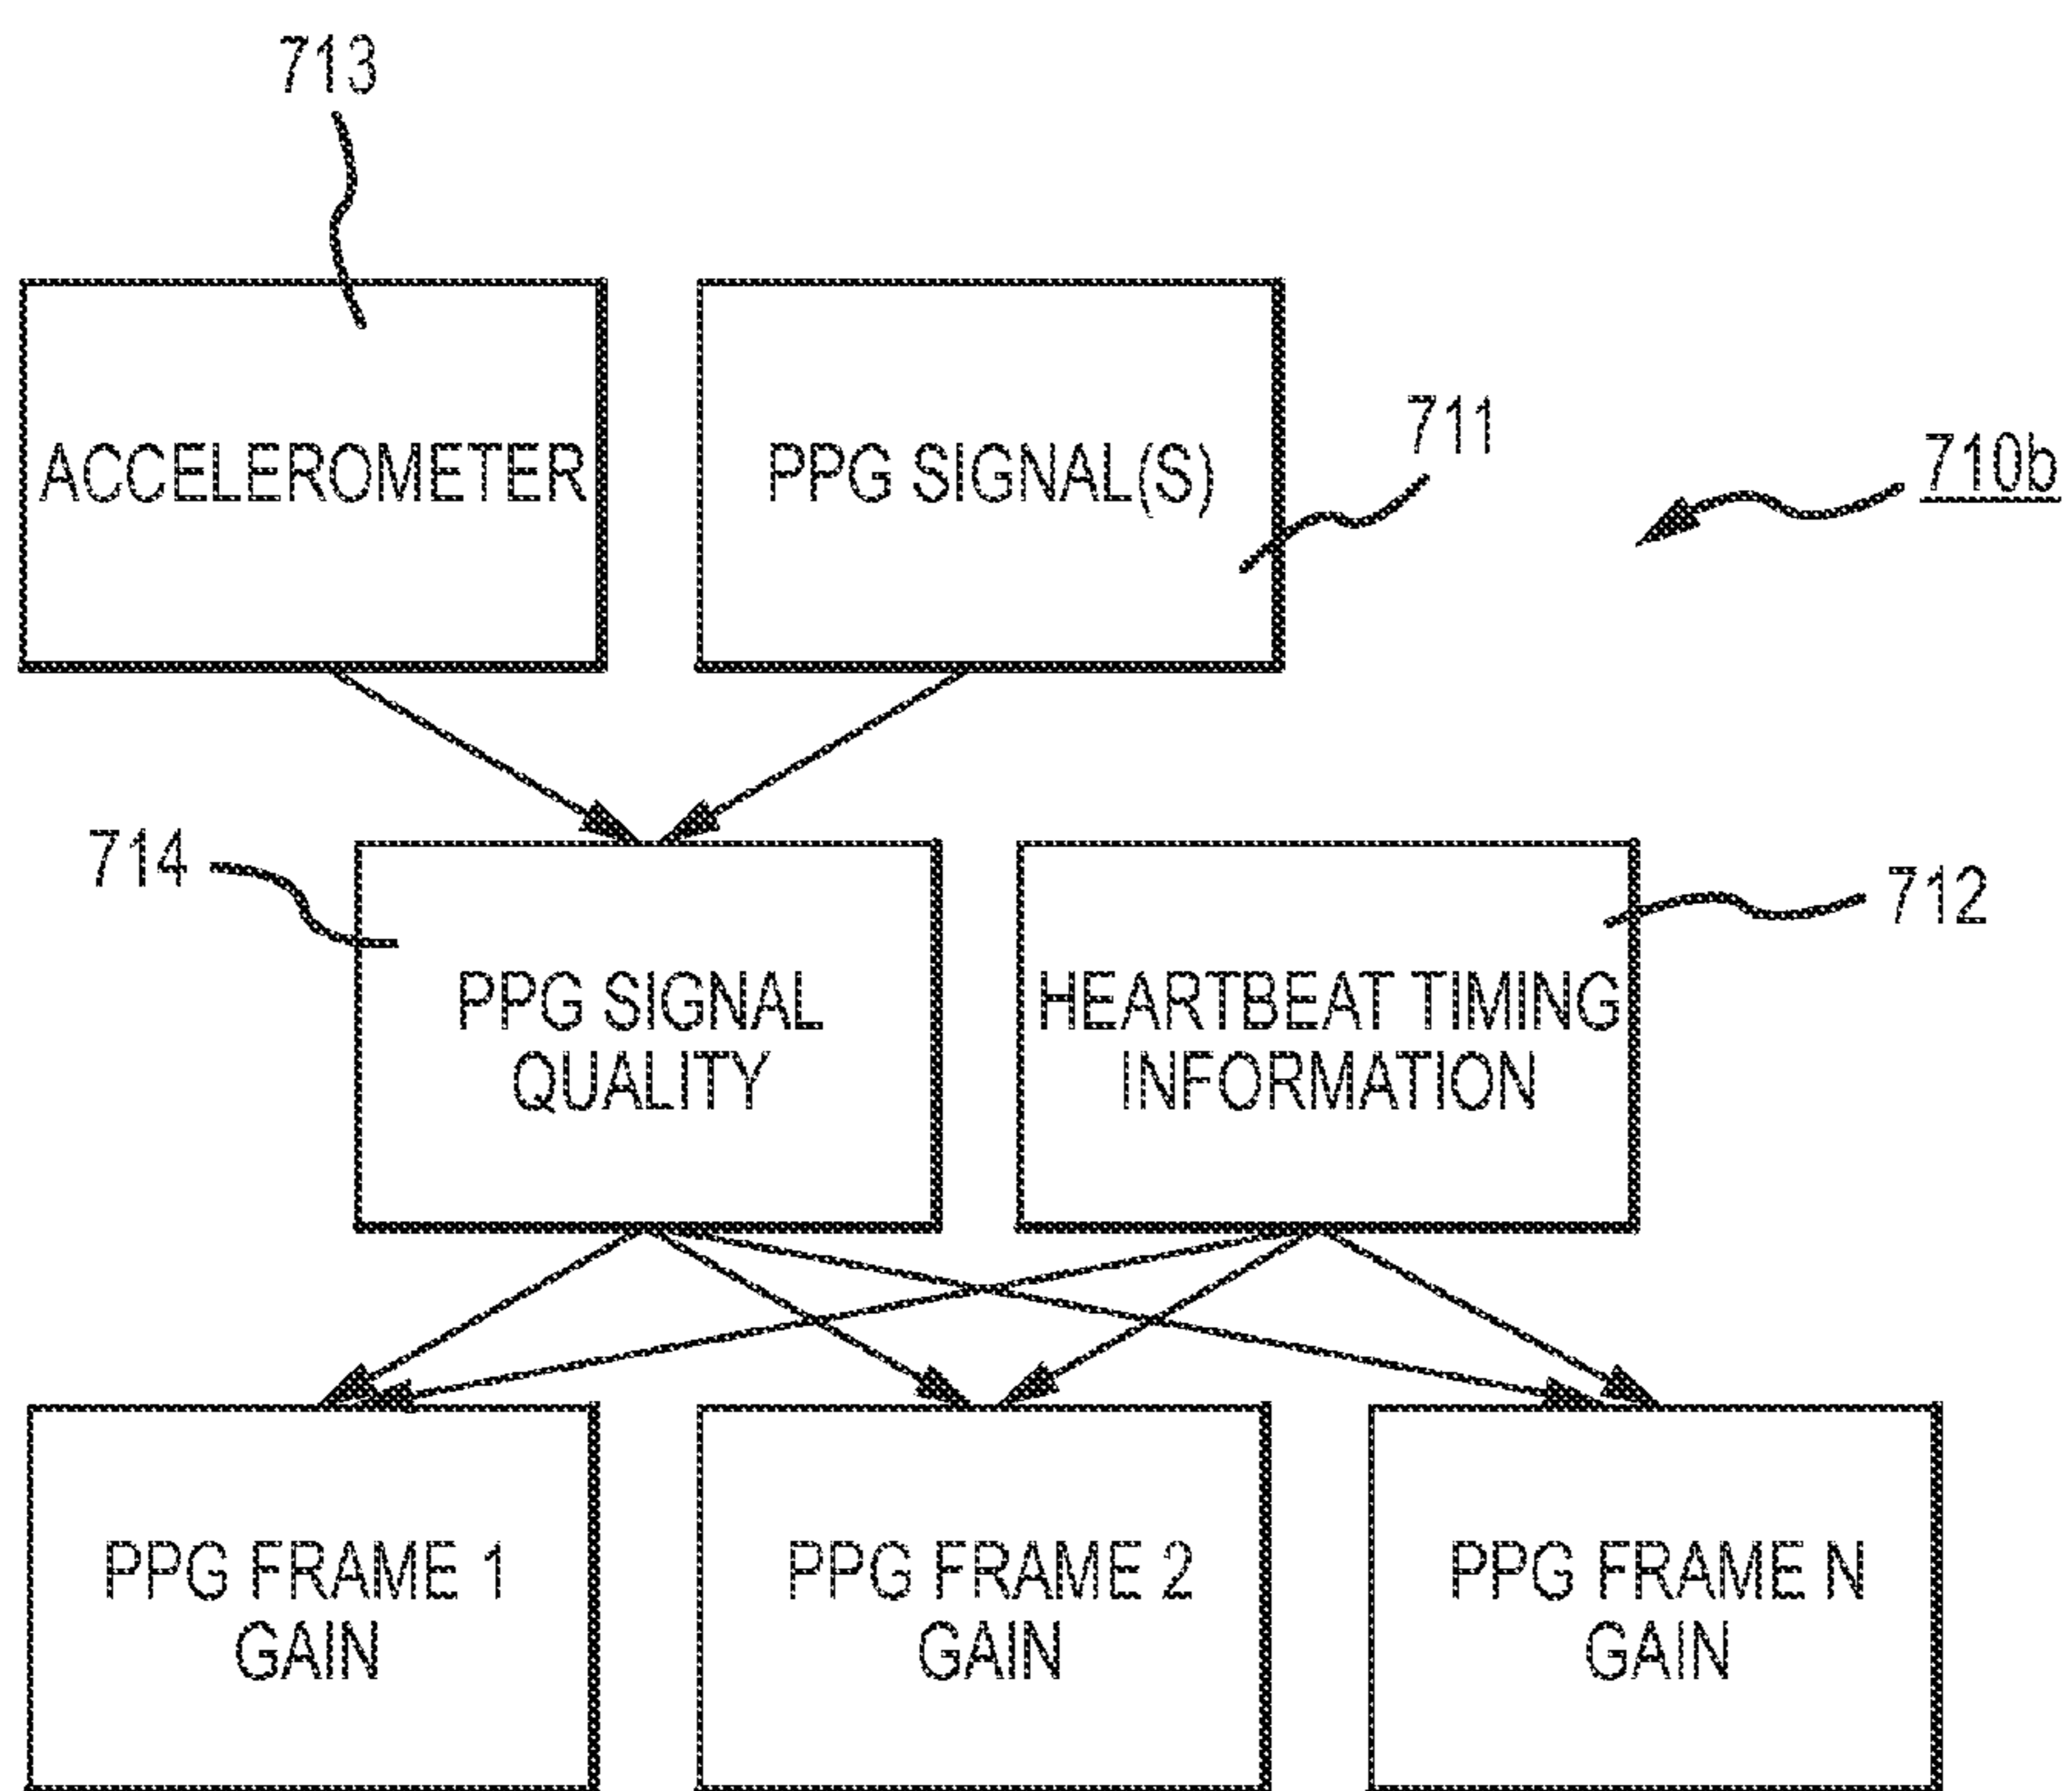 713
ACCELEROMETER
PPG SIGNAL(S)
711
710b
714
PPG SIGNAL
QUALITY
HEARTBEAT TIMING
INFORMATION
712
PPG FRAME 1
GAIN
PPG FRAME 2
GAIN
PPG FRAME N
GAIN